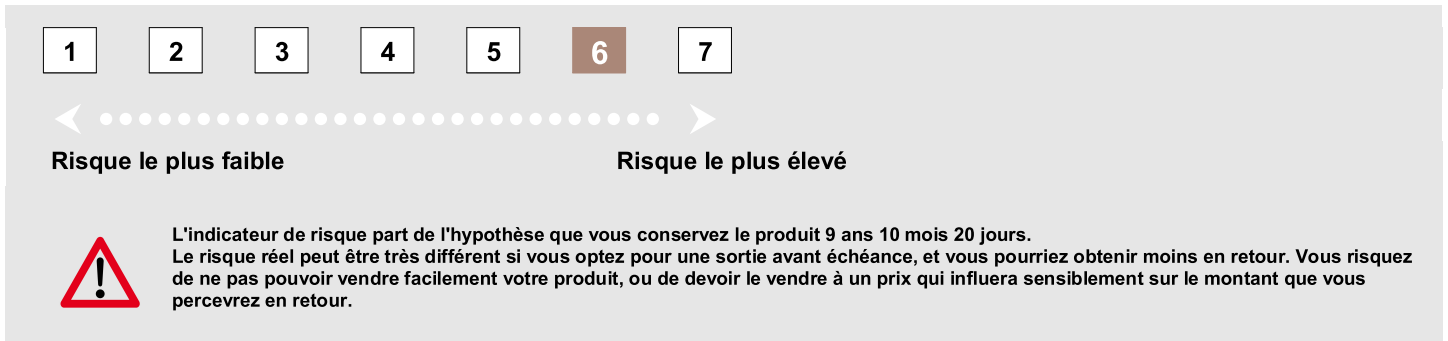 1 2 3 4 5 6 7
Risque le plus faible Risque le plus élevé
L'indicateur de risque part de l'hypothèse que vous conservez le produit 9 ans 10 mois 20 jours.
Le risque réel peut être très différent si vous optez pour une sortie avant échéance, et vous pourriez obtenir moins en retour. Vous risquez
de ne pas pouvoir vendre facilement votre produit, ou de devoir le vendre à un prix qui influera sensiblement sur le montant que vous
percevrez en retour.